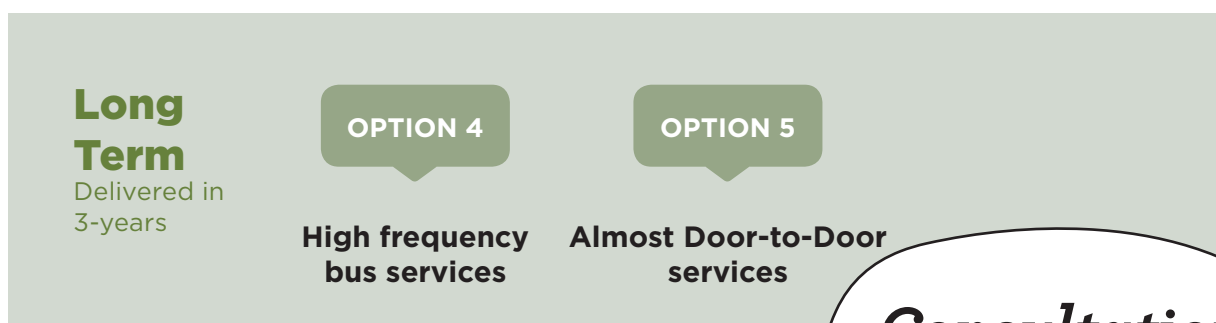 Long
Term
Delivered in
3-years
OPTION 4
High frequency
bus services
OPTION 5
Almost Door-to-Door
services